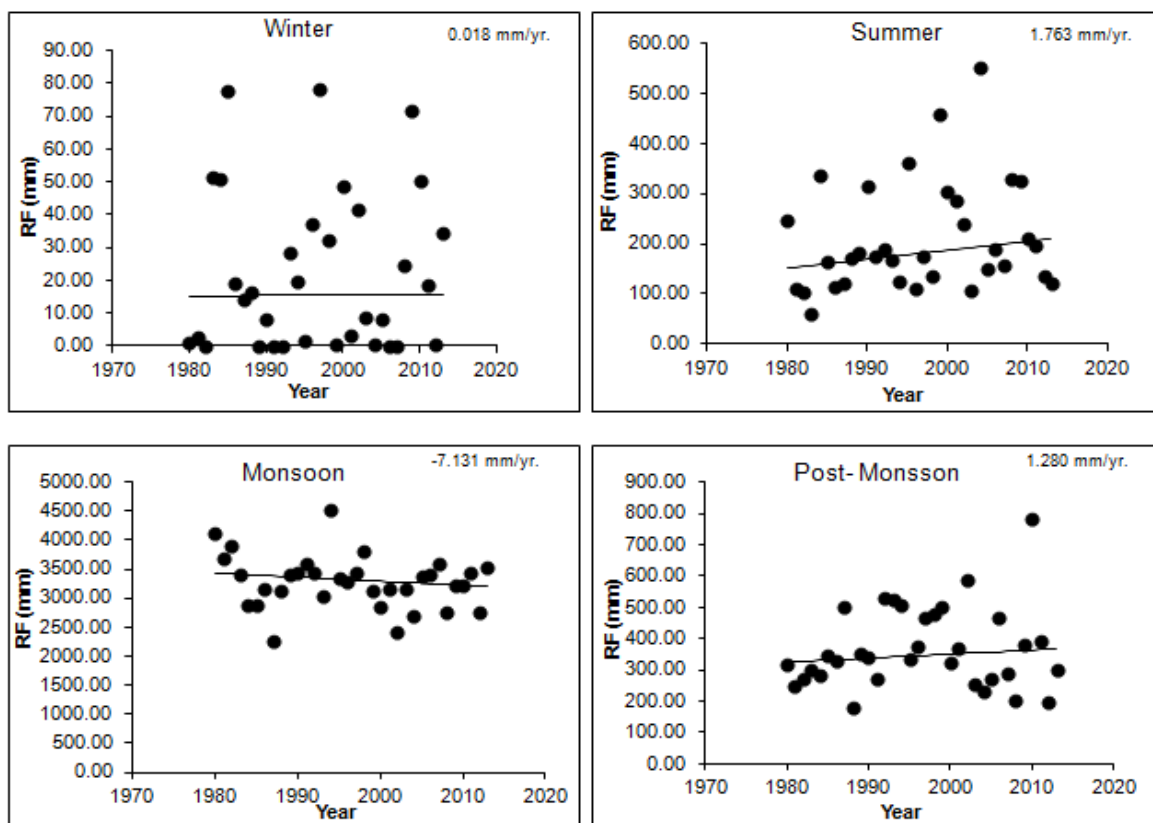 Winter
0.018 mm/yr.
90.00
80.00
70.00
60.00
50.00
40.00
30.00
20.00
10.00
0.00
RF (mm)
1970 1980 1990 2000 2010 2020
Year
Summer
1.763 mm/yr.
600.00
500.00
400.00
300.00
200.00
100.00
0.00
RF (mm)
1970 1980 1990 2000 2010 2020
Year
Monsoon
-7.131 mm/yr.
5000.00
4500.00
4000.00
3500.00
3000.00
2500.00
2000.00
1500.00
1000.00
500.00
0.00
RF (mm)
1970 1980 1990 2000 2010 2020
Year
Post- Monsson
1.280 mm/yr.
900.00
800.00
700.00
600.00
500.00
400.00
300.00
200.00
100.00
0.00
RF (mm)
1970 1980 1990 2000 2010 2020
Year